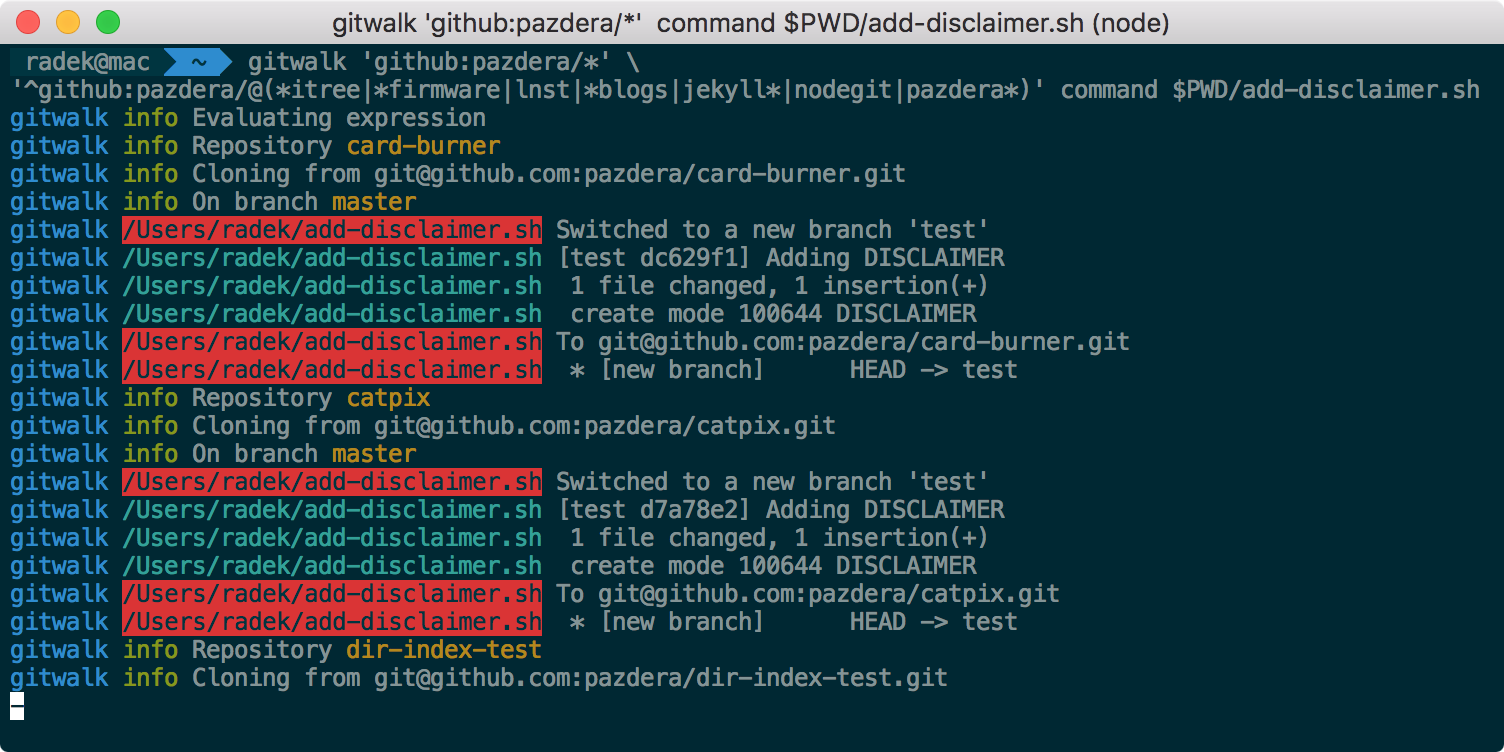 gitwalk 'github:pazdera/*' command $PWD/add-disclaimer.sh (node)
radek@mac ~ gitwalk 'github:pazdera/*' \
'^github:pazdera/@(*itree|*firmware|lnst|*blogs|jekyll*|nodegit|pazdera*)' command $PWD/add-disclaimer.sh
gitwalk info Evaluating expression
gitwalk info Repository card-burner
gitwalk info Cloning from git@github.com:pazdera/card-burner.git
gitwalk info On branch master
gitwalk /Users/radek/add-disclaimer.sh Switched to a new branch 'test'
gitwalk /Users/radek/add-disclaimer.sh [test dc629f1] Adding DISCLAIMER
gitwalk /Users/radek/add-disclaimer.sh 1 file changed, 1 insertion(+)
gitwalk /Users/radek/add-disclaimer.sh create mode 100644 DISCLAIMER
gitwalk /Users/radek/add-disclaimer.sh To git@github.com:pazdera/card-burner.git
gitwalk /Users/radek/add-disclaimer.sh * [new branch] HEAD -> test
gitwalk info Repository catpix
gitwalk info Cloning from git@github.com:pazdera/catpix.git
gitwalk info On branch master
gitwalk /Users/radek/add-disclaimer.sh Switched to a new branch 'test'
gitwalk /Users/radek/add-disclaimer.sh [test d7a78e2] Adding DISCLAIMER
gitwalk /Users/radek/add-disclaimer.sh 1 file changed, 1 insertion(+)
gitwalk /Users/radek/add-disclaimer.sh create mode 100644 DISCLAIMER
gitwalk /Users/radek/add-disclaimer.sh To git@github.com:pazdera/catpix.git
gitwalk /Users/radek/add-disclaimer.sh * [new branch] HEAD -> test
gitwalk info Repository dir-index-test
gitwalk info Cloning from git@github.com:pazdera/dir-index-test.git
-